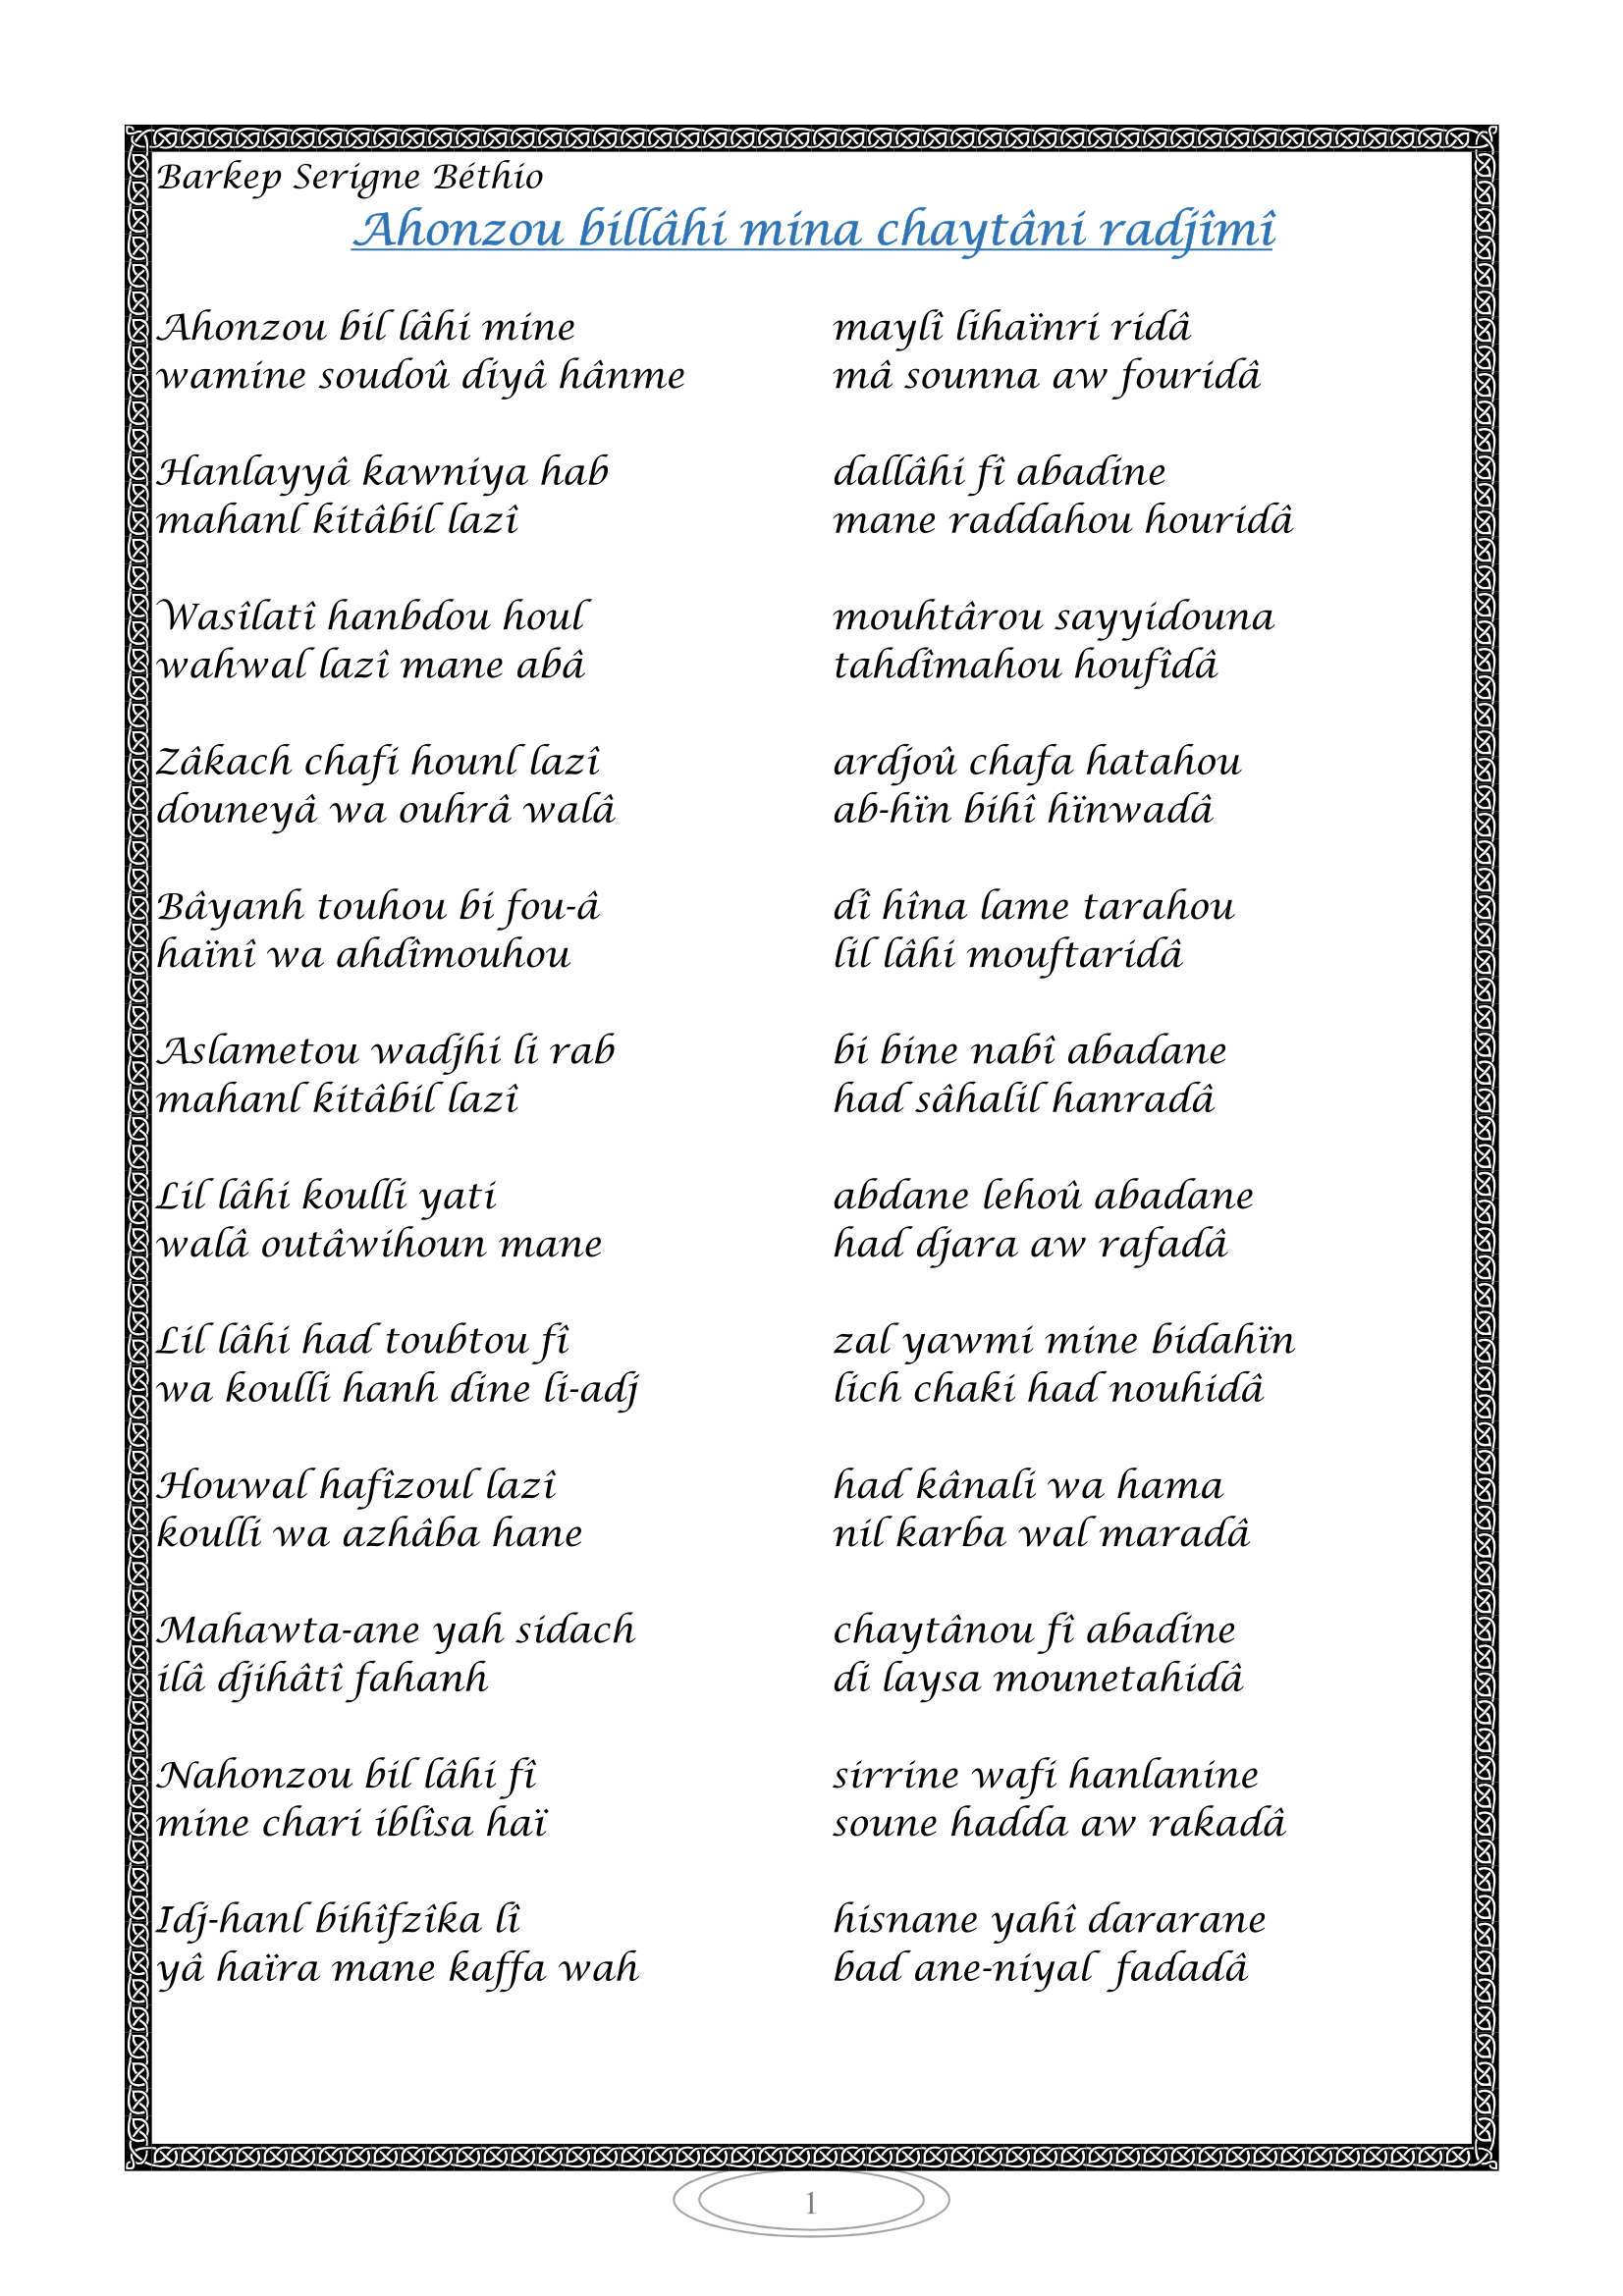 Barkep Serigne Béthio
Ahonzou billâhi mina chaytâni radjîmî
Ahonzou bil lâhi mine maylî lihaïnri ridâ
wamine soudoû diyâ hânme mâ sounna aw fouridâ
Hanlayyâ kawniya hab dallâhi fî abadine
mahanl kitâbil lazî mane raddahou houridâ
Wasîlatî hanbdou houl mouhtârou sayyidouna
wahwal lazî mane abâ tahdîmahou houfîdâ
Zâkach chafi hounl lazî ardjoû chafa hatahou
douneyâ wa ouhrâ walâ ab-hïn bihî hïnwadâ
Bâyanh touhou bi fou-â dî hîna lame tarahou
haïnî wa ahdîmouhou lil lâhi mouftaridâ
Aslametou wadjhi li rab bi bine nabî abadane
mahanl kitâbil lazî had sâhalil hanradâ
Lil lâhi koulli yati abdane lehoû abadane
walâ outâwihoun mane had djara aw rafadâ
Lil lâhi had toubtou fî zal yawmi mine bidahïn
wa koulli hanh dine li-adj lich chaki had nouhidâ
Houwal hafîzoul lazî had kânali wa hama
koulli wa azhâba hane nil karba wal maradâ
Mahawta-ane yah sidach chaytânou fî abadine
ilâ djihâtî fahanh di laysa mounetahidâ
Nahonzou bil lâhi fî sirrine wafi hanlanine
mine chari iblîsa haï soune hadda aw rakadâ
Idj-hanl bihîfzîka lî hisnane yahî dararane
yâ haïra mane kaffa wah bad ane-niyal fadadâ
1